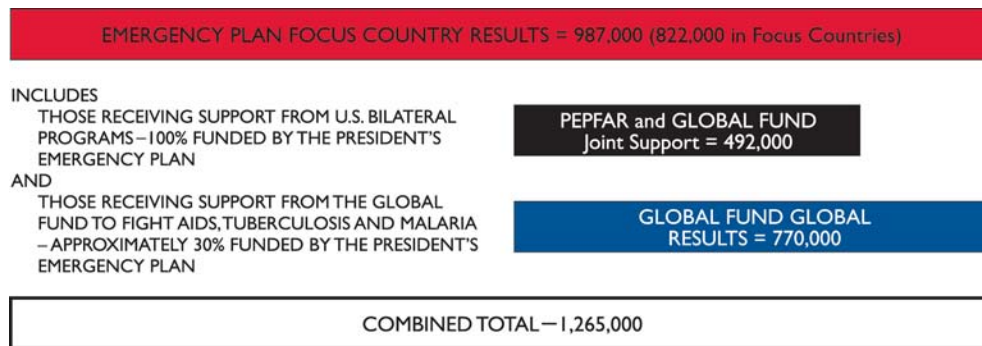 EMERGENCY PLAN FOCUS COUNTRY RESULTS = 987,000 (822,000 in Focus Countries)
INCLUDES
THOSE RECEIVING SUPPORT FROM U.S. BILATERAL
PROGRAMS–100% FUNDED BY THE PRESIDENT'S
EMERGENCY PLAN
AND
THOSE RECEIVING SUPPORT FROM THE GLOBAL
FUND TO FIGHT AIDS, TUBERCULOSIS AND MALARIA
– APPROXIMATELY 30% FUNDED BY THE PRESIDENT'S
EMERGENCY PLAN
PEPFAR and GLOBAL FUND
Joint Support = 492,000
GLOBAL FUND GLOBAL
RESULTS = 770,000
COMBINED TOTAL—1,265,000